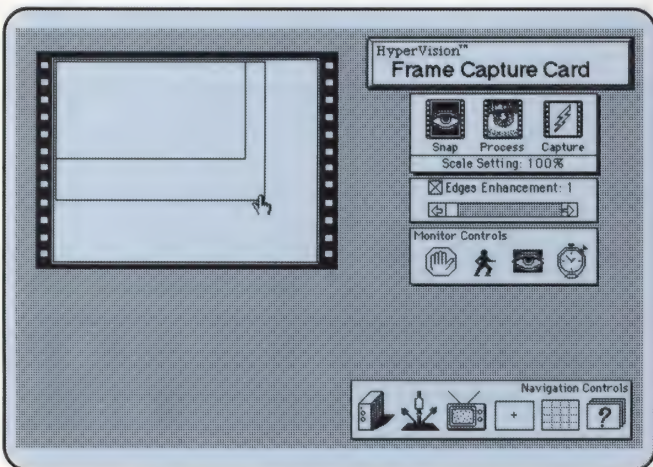 HyperVision™
Frame Capture Card
Snap Process Capture
Scale Setting: 100%
Edges Enhancement: 1
Monitor Controls
Navigation Controls
?